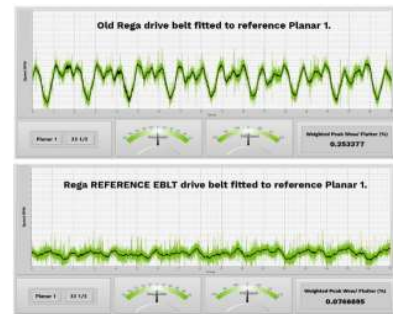 Old Rega drive belt fitted to reference Planar 1.
Planar 1 33 1/3
Weighted Peak Wow/ Flutter (%)
0.253377
Rega REFERENCE EBLT drive belt fitted to reference Planar 1.
Planar 1 33 1/3
Weighted Peak Wow/ Flutter (%)
0.0766695